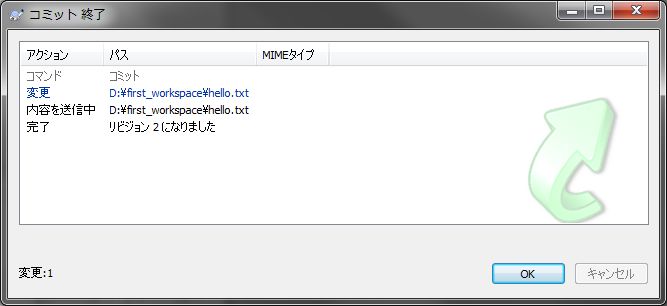 コミット 終了
アクション パス MIMEタイプ
コマンド コミット
変更 D:¥first_workspace¥hello.txt
内容を送信中 D:¥first_workspace¥hello.txt
完了 リビジョン 2 になりました
変更:1 OK キャンセル